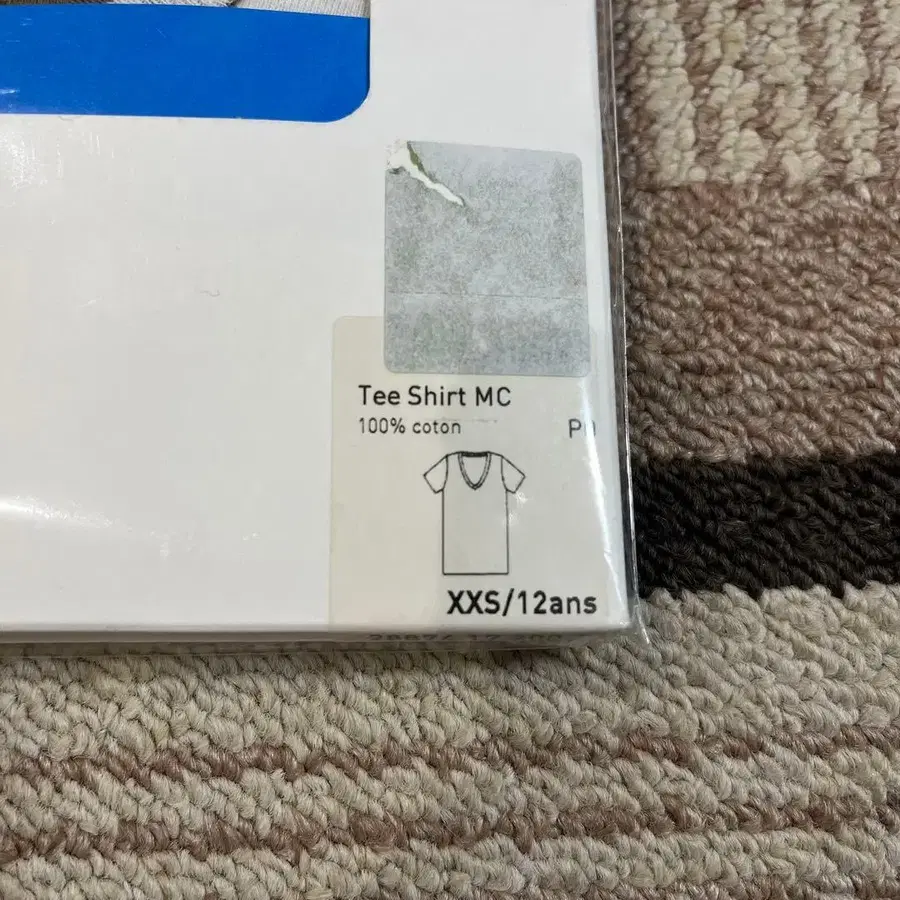 Tee Shirt MC
100% coton
XXS/12ans